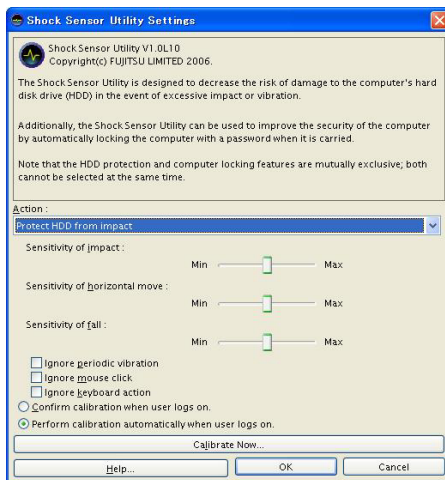 Shock Sensor Utility Settings
Shock Sensor Utility V1.0L10
Copyright(c) FUJITSU LIMITED 2006.
The Shock Sensor Utility is designed to decrease the risk of damage to the computer's hard
disk drive (HDD) in the event of excessive impact or vibration.
Additionally, the Shock Sensor Utility can be used to improve the security of the computer
by automatically locking the computer with a password when it is carried.
Note that the HDD protection and computer locking features are mutually exclusive; both
cannot be selected at the same time.
Action :
Protect HDD from impact
Sensitivity of impact :
Min Max
Sensitivity of horizontal move :
Min Max
Sensitivity of fall :
Min Max
Ignore periodic vibration
Ignore mouse click
Ignore keyboard action
Confirm calibration when user logs on.
Perform calibration automatically when user logs on.
Calibrate Now...
Help... OK Cancel